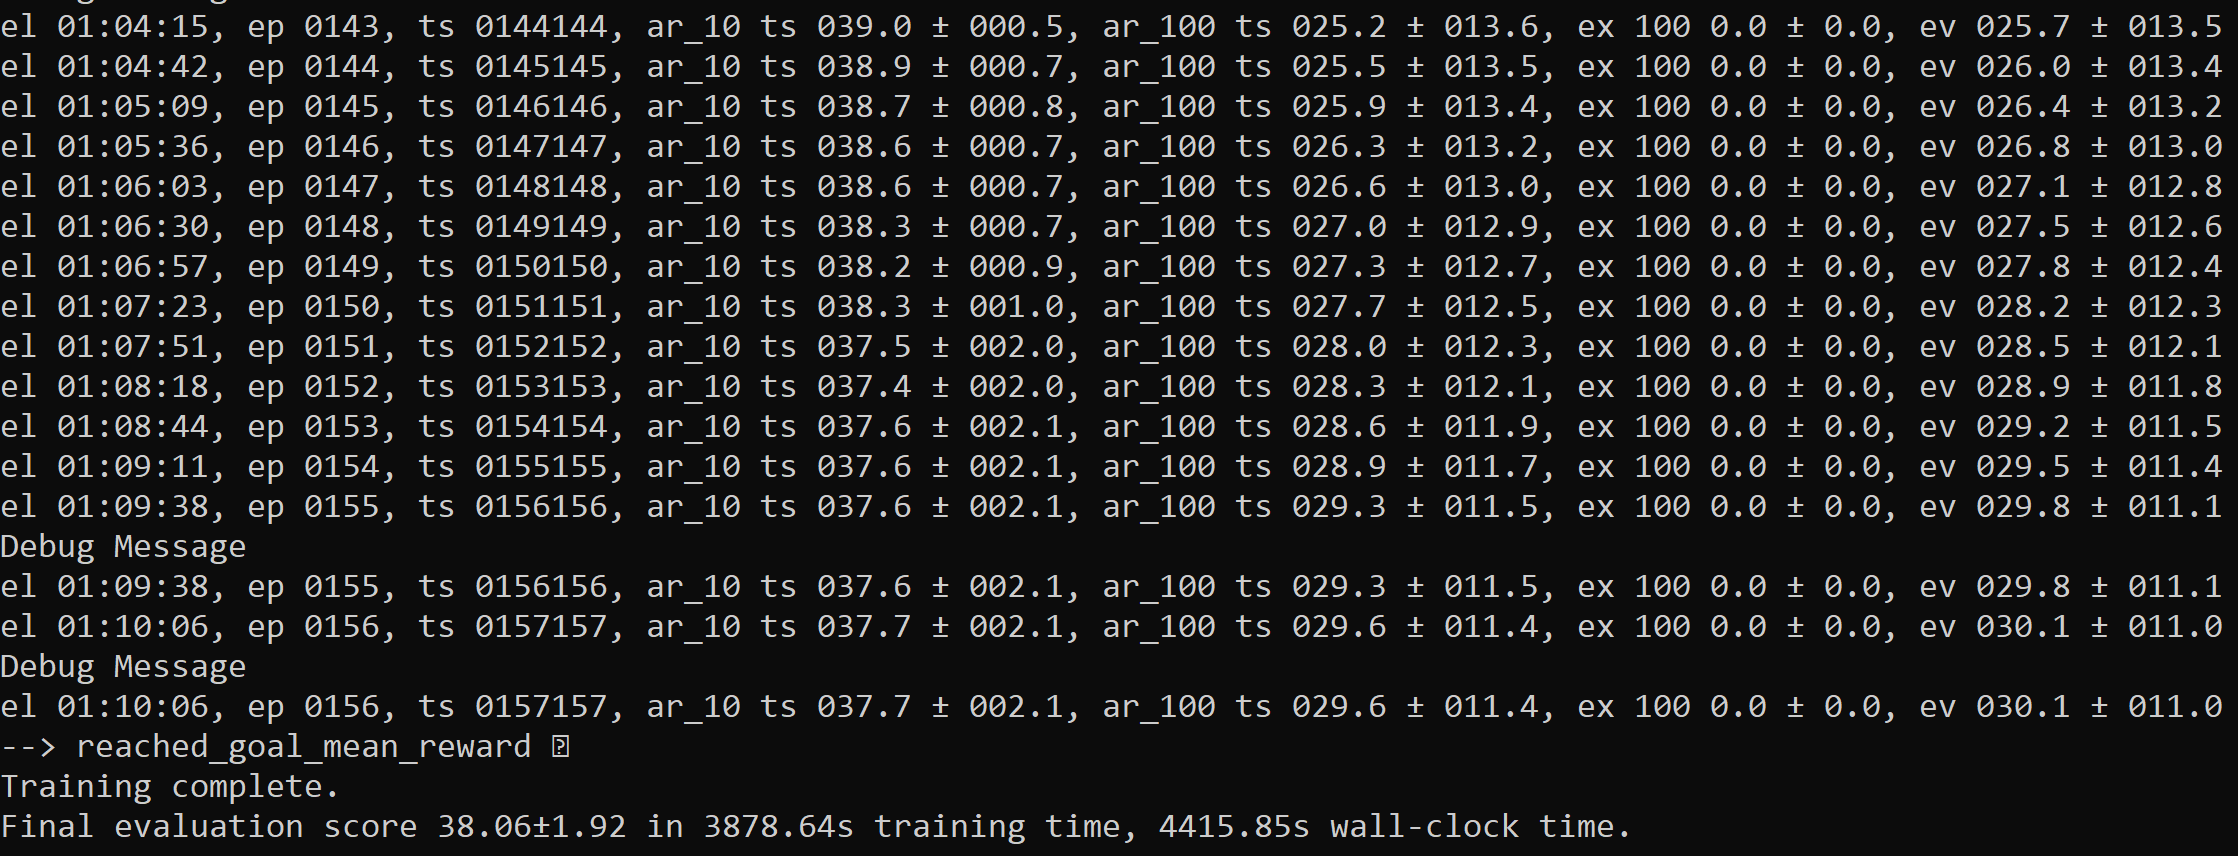 el 01:04:15, ep 0143, ts 0144144, ar_10 ts 039.0 ± 000.5, ar_100 ts 025.2 ± 013.6, ex 100 0.0 ± 0.0, ev 025.7 ± 013.5
el 01:04:42, ep 0144, ts 0145145, ar_10 ts 038.9 ± 000.7, ar_100 ts 025.5 ± 013.5, ex 100 0.0 ± 0.0, ev 026.0 ± 013.4
el 01:05:09, ep 0145, ts 0146146, ar_10 ts 038.7 ± 000.8, ar_100 ts 025.9 ± 013.4, ex 100 0.0 ± 0.0, ev 026.4 ± 013.2
el 01:05:36, ep 0146, ts 0147147, ar_10 ts 038.6 ± 000.7, ar_100 ts 026.3 ± 013.2, ex 100 0.0 ± 0.0, ev 026.8 ± 013.0
el 01:06:03, ep 0147, ts 0148148, ar_10 ts 038.6 ± 000.7, ar_100 ts 026.6 ± 013.0, ex 100 0.0 ± 0.0, ev 027.1 ± 012.8
el 01:06:30, ep 0148, ts 0149149, ar_10 ts 038.3 ± 000.7, ar_100 ts 027.0 ± 012.9, ex 100 0.0 ± 0.0, ev 027.5 ± 012.6
el 01:06:57, ep 0149, ts 0150150, ar_10 ts 038.2 ± 000.9, ar_100 ts 027.3 ± 012.7, ex 100 0.0 ± 0.0, ev 027.8 ± 012.4
el 01:07:23, ep 0150, ts 0151151, ar_10 ts 038.3 ± 001.0, ar_100 ts 027.7 ± 012.5, ex 100 0.0 ± 0.0, ev 028.2 ± 012.3
el 01:07:51, ep 0151, ts 0152152, ar_10 ts 037.5 ± 002.0, ar_100 ts 028.0 ± 012.3, ex 100 0.0 ± 0.0, ev 028.5 ± 012.1
el 01:08:18, ep 0152, ts 0153153, ar_10 ts 037.4 ± 002.0, ar_100 ts 028.3 ± 012.1, ex 100 0.0 ± 0.0, ev 028.9 ± 011.8
el 01:08:44, ep 0153, ts 0154154, ar_10 ts 037.6 ± 002.1, ar_100 ts 028.6 ± 011.9, ex 100 0.0 ± 0.0, ev 029.2 ± 011.5
el 01:09:11, ep 0154, ts 0155155, ar_10 ts 037.6 ± 002.1, ar_100 ts 028.9 ± 011.7, ex 100 0.0 ± 0.0, ev 029.5 ± 011.4
el 01:09:38, ep 0155, ts 0156156, ar_10 ts 037.6 ± 002.1, ar_100 ts 029.3 ± 011.5, ex 100 0.0 ± 0.0, ev 029.8 ± 011.1
Debug Message
el 01:09:38, ep 0155, ts 0156156, ar_10 ts 037.6 ± 002.1, ar_100 ts 029.3 ± 011.5, ex 100 0.0 ± 0.0, ev 029.8 ± 011.1
el 01:10:06, ep 0156, ts 0157157, ar_10 ts 037.7 ± 002.1, ar_100 ts 029.6 ± 011.4, ex 100 0.0 ± 0.0, ev 030.1 ± 011.0
Debug Message
el 01:10:06, ep 0156, ts 0157157, ar_10 ts 037.7 ± 002.1, ar_100 ts 029.6 ± 011.4, ex 100 0.0 ± 0.0, ev 030.1 ± 011.0
--> reached_goal_mean_reward ⍰
Training complete.
Final evaluation score 38.06±1.92 in 3878.64s training time, 4415.85s wall-clock time.